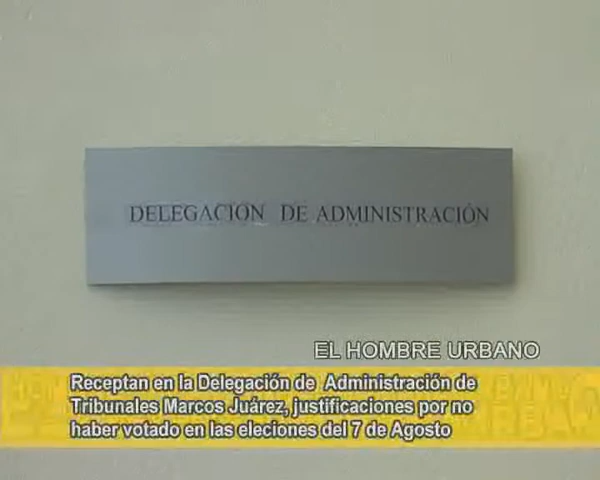 DELEGACIÓN DE ADMINISTRACIÓN
EL HOMBRE URBANO
Receptan en la Delegación de Administración de
Tribunales Marcos Juárez, justificaciones por no
haber votado en las eleciones del 7 de Agosto